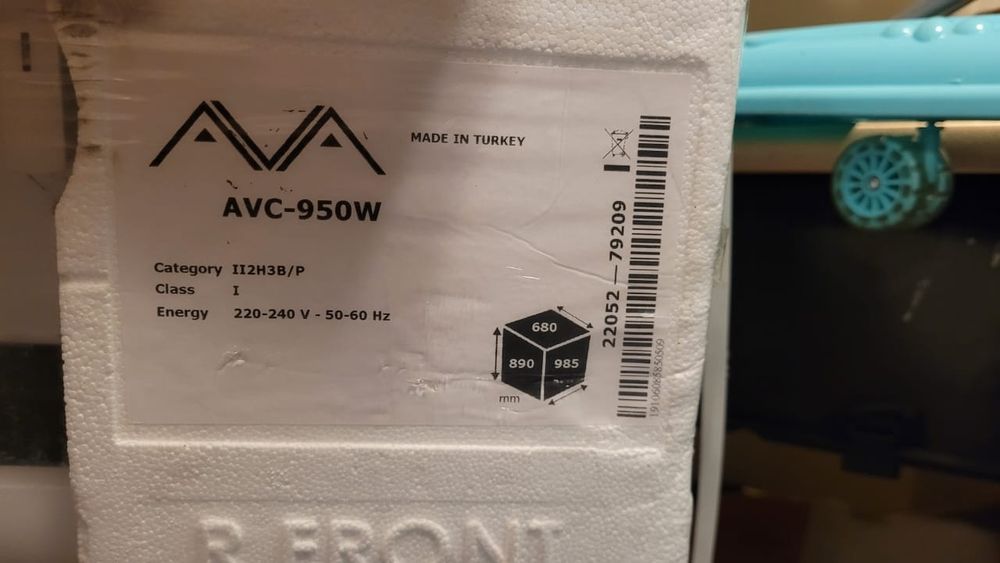 AVA
MADE IN TURKEY
AVC-950W
Category II2H3B/P
Class I
Energy 220-240 V - 50-60 Hz
680
890
985
mm
22052 — 79209
R FRONT